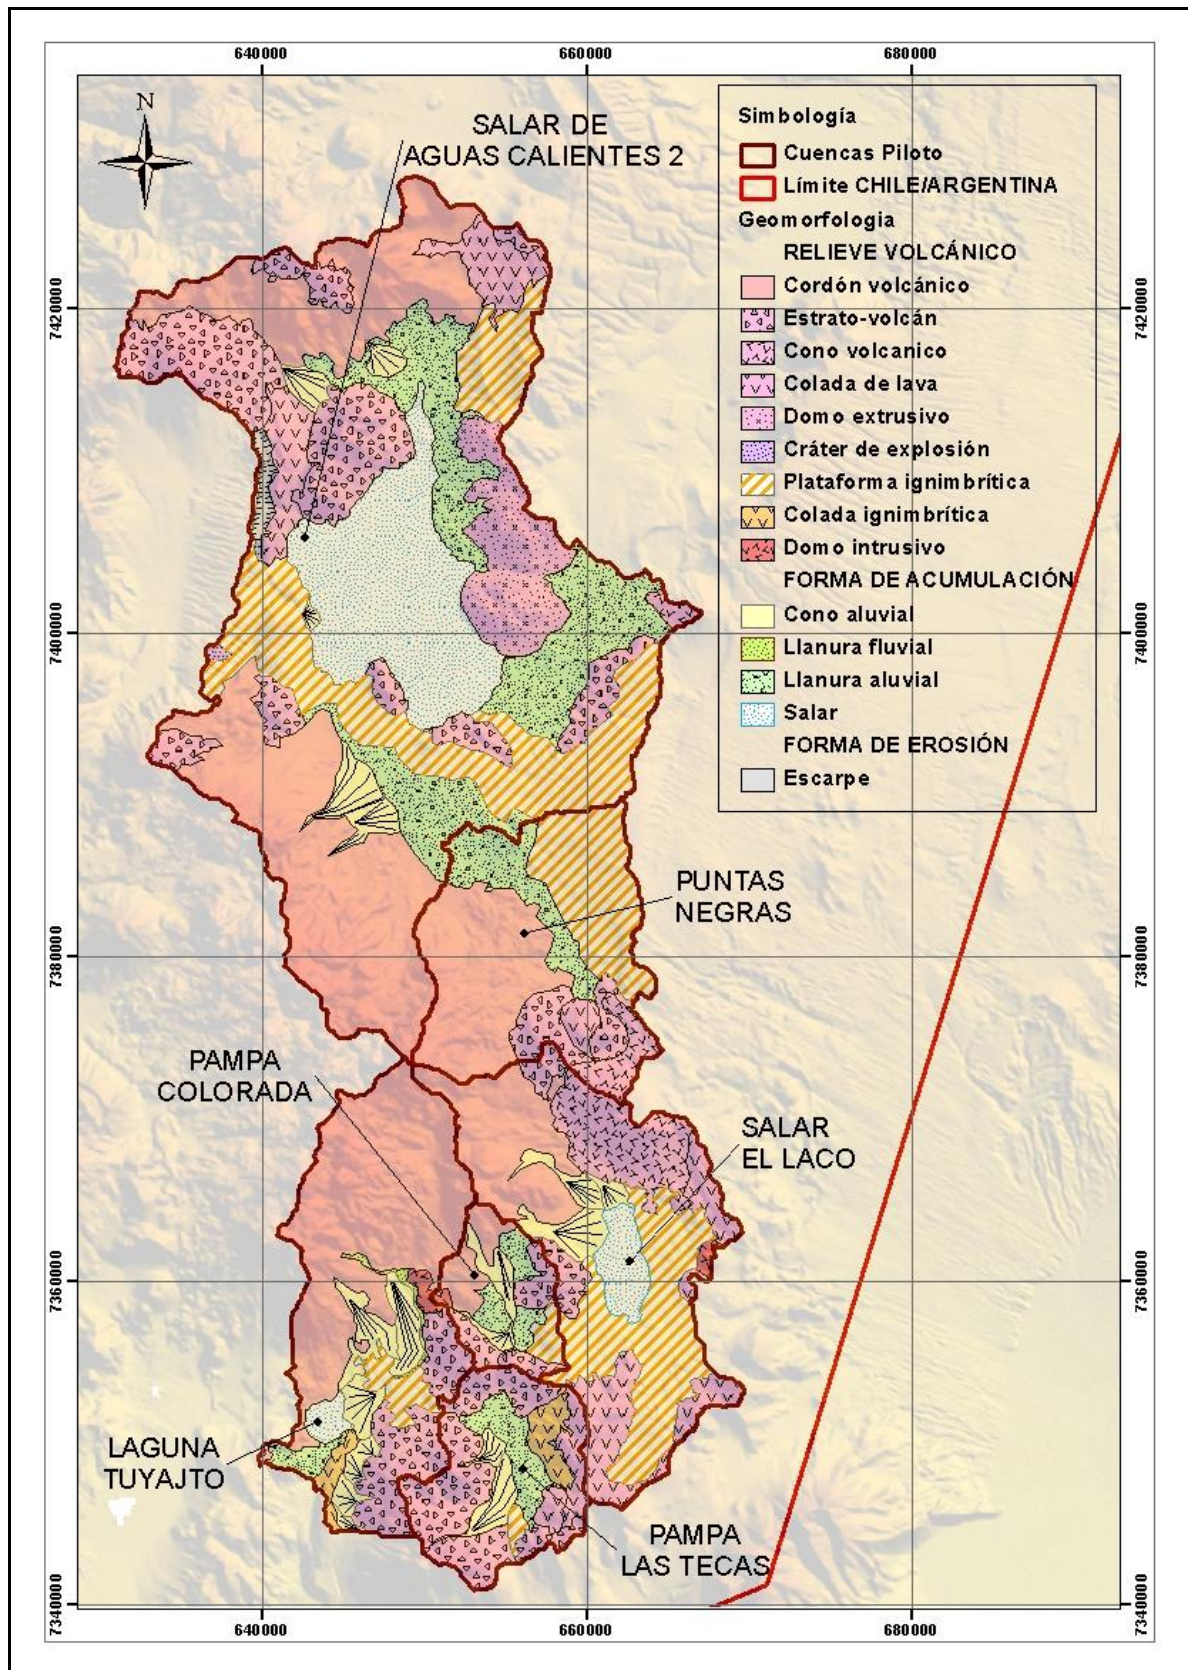 640000
660000
680000
N
SALAR DE
AGUAS CALIENTES 2
Simbología
Cuencas Piloto
Límite CHILE/ARGENTINA
Geomorfologia
RELIEVE VOLCÁNICO
Cordón volcánico
Estrato-volcán
Cono volcanico
Colada de lava
Domo extrusivo
Cráter de explosión
Plataforma ignimbrítica
Colada ignimbrítica
Domo intrusivo
FORMA DE ACUMULACIÓN
Cono aluvial
Llanura fluvial
Llanura aluvial
Salar
FORMA DE EROSIÓN
Escarpe
7420000
7420000
7400000
7400000
PUNTAS
NEGRAS
7380000
7380000
PAMPA
COLORADA
SALAR
EL LACO
7360000
7360000
LAGUNA
TUYAJTO
PAMPA
LAS TECAS
7340000
7340000
640000
660000
680000